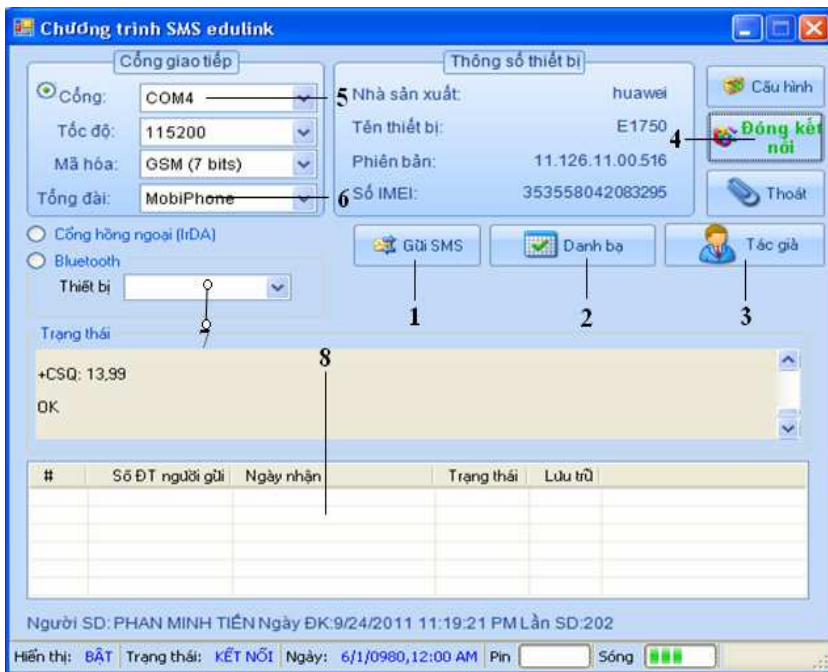 Chương trình SMS edulink
Cổng giao tiếp
Cổng:
COM4
5
Tốc độ:
115200
Mã hóa:
GSM (7 bits)
Tổng đài:
MobiPhone
6
Thông số thiết bị
Nhà sản xuất:
huawei
Tên thiết bị:
E1750
Phiên bản:
11.126.11.00.516
Số IMEI:
353558042083295
Cấu hình
4
Đóng kết
nối
Thoát
Cổng hồng ngoại (IrDA)
Bluetooth
Thiết bị
Gửi SMS
Danh bạ
Tác giả
1
2
3
Trạng thái
8
+CSQ: 13,99
OK
# Số ĐT người gửi Ngày nhận Trạng thái Lưu trữ
Người SD: PHAN MINH TIẾN Ngày ĐK:9/24/2011 11:19:21 PM Lần SD:202
Hiển thị: BẬT Trạng thái: KẾT NỐI Ngày: 6/1/0980,12:00 AM Pin Sóng